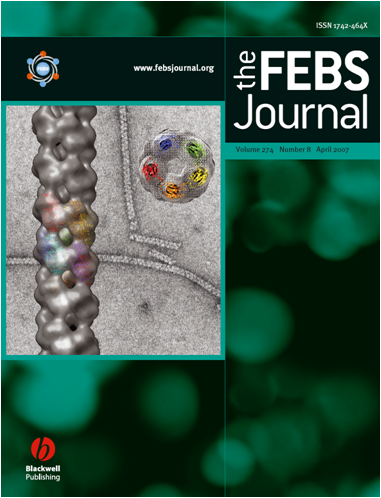 ISSN 1742-464X
www.febsjournal.org
the FEBS
Journal
Volume 274 Number 8 April 2007
Blackwell
Publishing